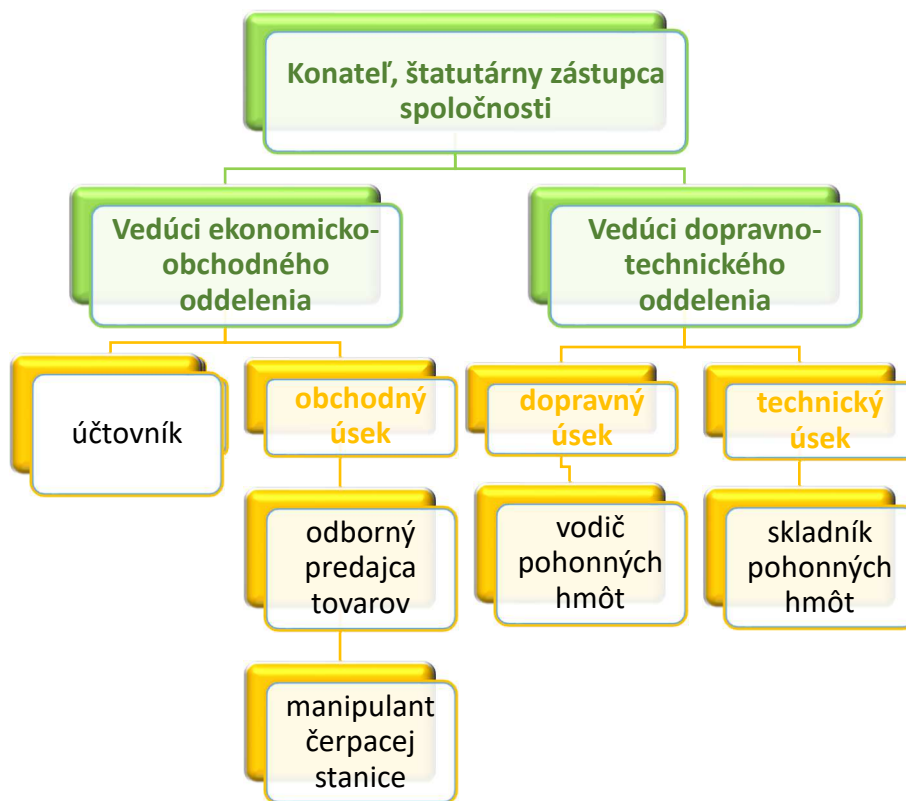 Konateľ, štatutárny zástupca
spoločnosti
Vedúci ekonomicko-
obchodného
oddelenia
Vedúci dopravno-
technického
oddelenia
účtovník
obchodný
úsek
dopravný
úsek
technický
úsek
odborný
predajca
tovarov
vodič
pohonných
hmôt
skladník
pohonných
hmôt
manipulant
čerpacej
stanice